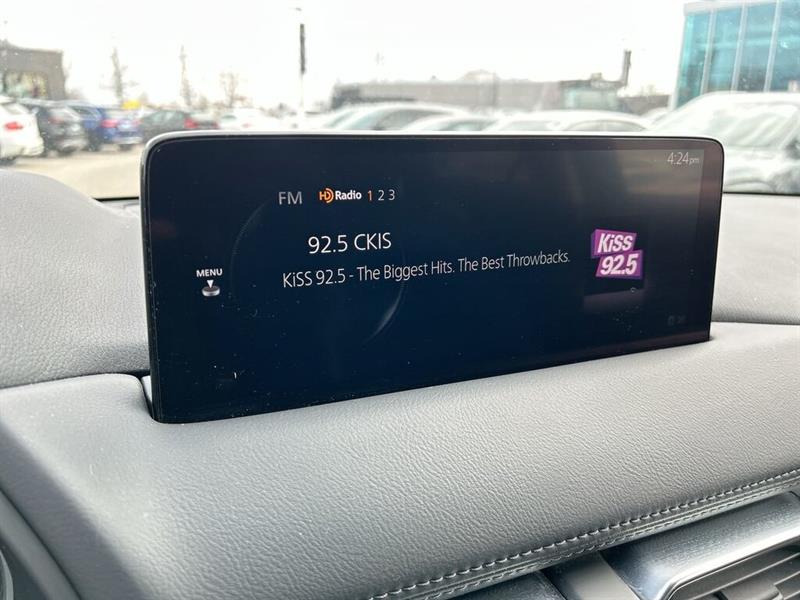 4:24pm
FM HD Radio 1 2 3
92.5 CKIS
KiSS 92.5 - The Biggest Hits. The Best Throwbacks.
KiSS
92.5
MENU